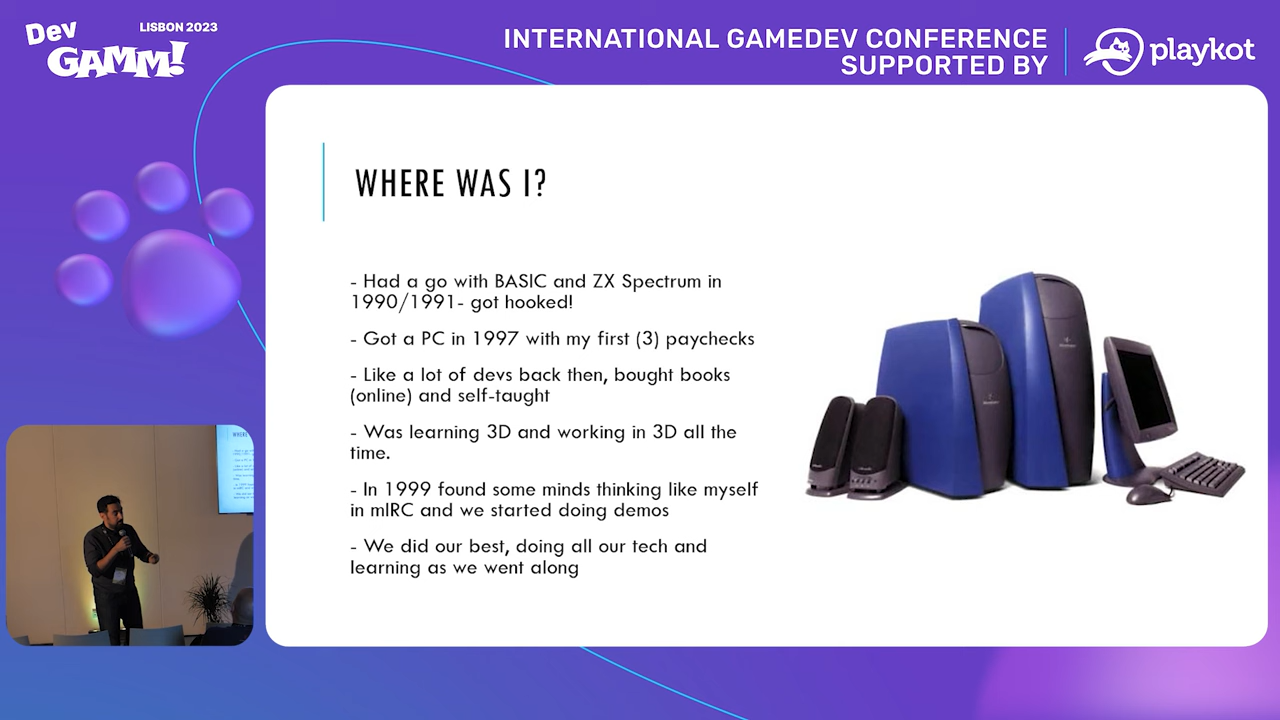 Dev
GAMM!
LISBON 2023
INTERNATIONAL GAMEDEV CONFERENCE
SUPPORTED BY
playkot
WHERE WAS I?
- Had a go with BASIC and ZX Spectrum in
1990/1991- got hooked!
- Got a PC in 1997 with my first (3) paychecks
- Like a lot of devs back then, bought books
(online) and self-taught
- Was learning 3D and working in 3D all the
time.
- In 1999 found some minds thinking like myself
in mIRC and we started doing demos
- We did our best, doing all our tech and
learning as we went along